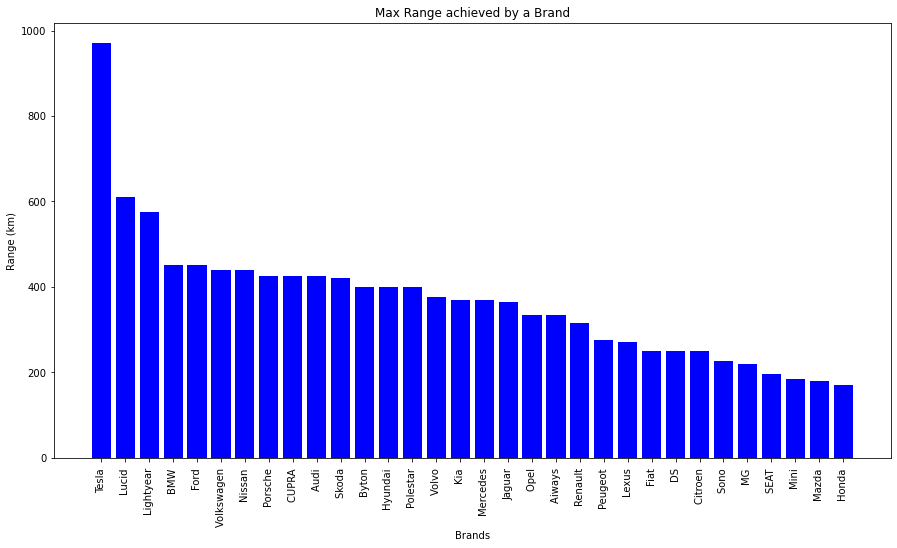 Max Range achieved by a Brand
Range (km)
1000
800
600
400
200
0
Tesla
Lucid
Lightyear
BMW
Ford
Volkswagen
Nissan
Porsche
CUPRA
Audi
Skoda
Byton
Hyundai
Polestar
Volvo
Kia
Mercedes
Jaguar
Opel
Aiways
Renault
Peugeot
Lexus
Fiat
DS
Citroen
Sono
MG
SEAT
Mini
Mazda
Honda
Brands